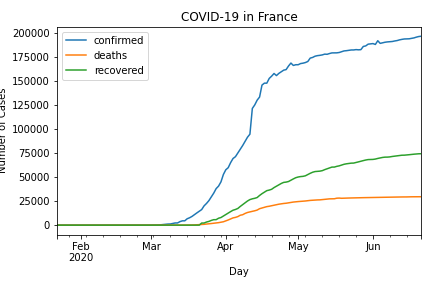 COVID-19 in France
confirmed
deaths
recovered
200000
175000
150000
125000
100000
75000
50000
25000
0
Number of Cases
Feb
2020
Mar
Apr
May
Jun
Day